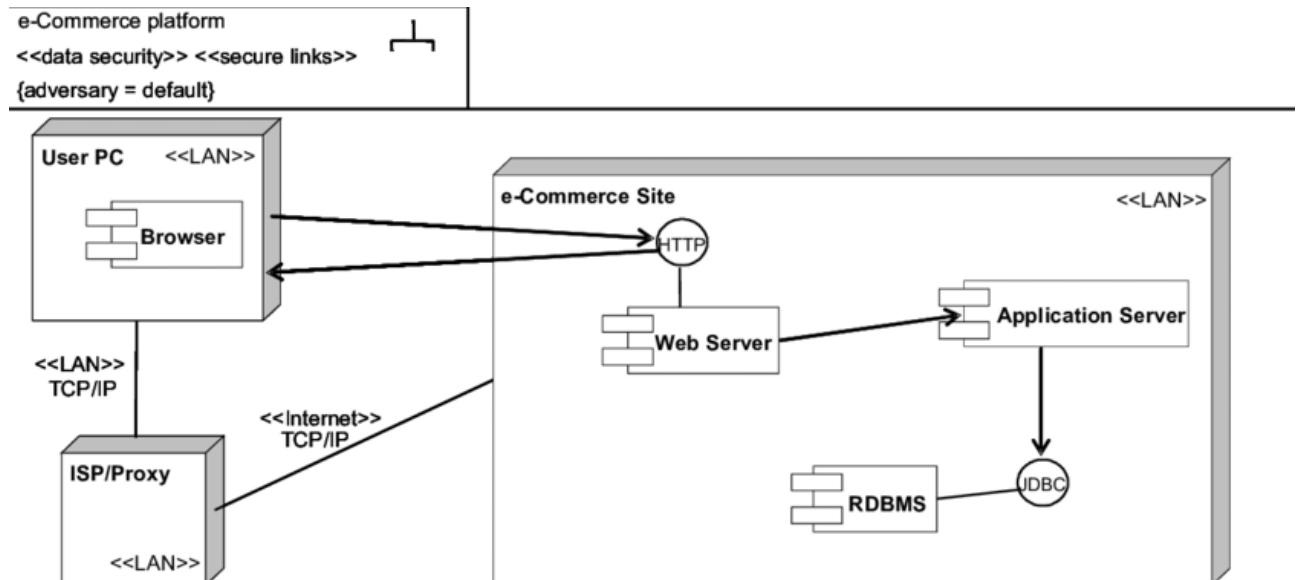 e-Commerce platform
<<data security>> <<secure links>>
{adversary = default}
User PC
<<LAN>>
Browser
e-Commerce Site
<<LAN>>
HTTP
Web Server
Application Server
<<LAN>>
TCP/IP
<<Internet>>
TCP/IP
ISP/Proxy
<<LAN>>
RDBMS
JDBC